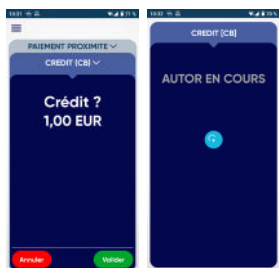 PAIEMENT PROXIMITE
CREDIT (CB)
Crédit ?
1,00 EUR
Annuler
Valider
CREDIT (CB)
AUTOR EN COURS